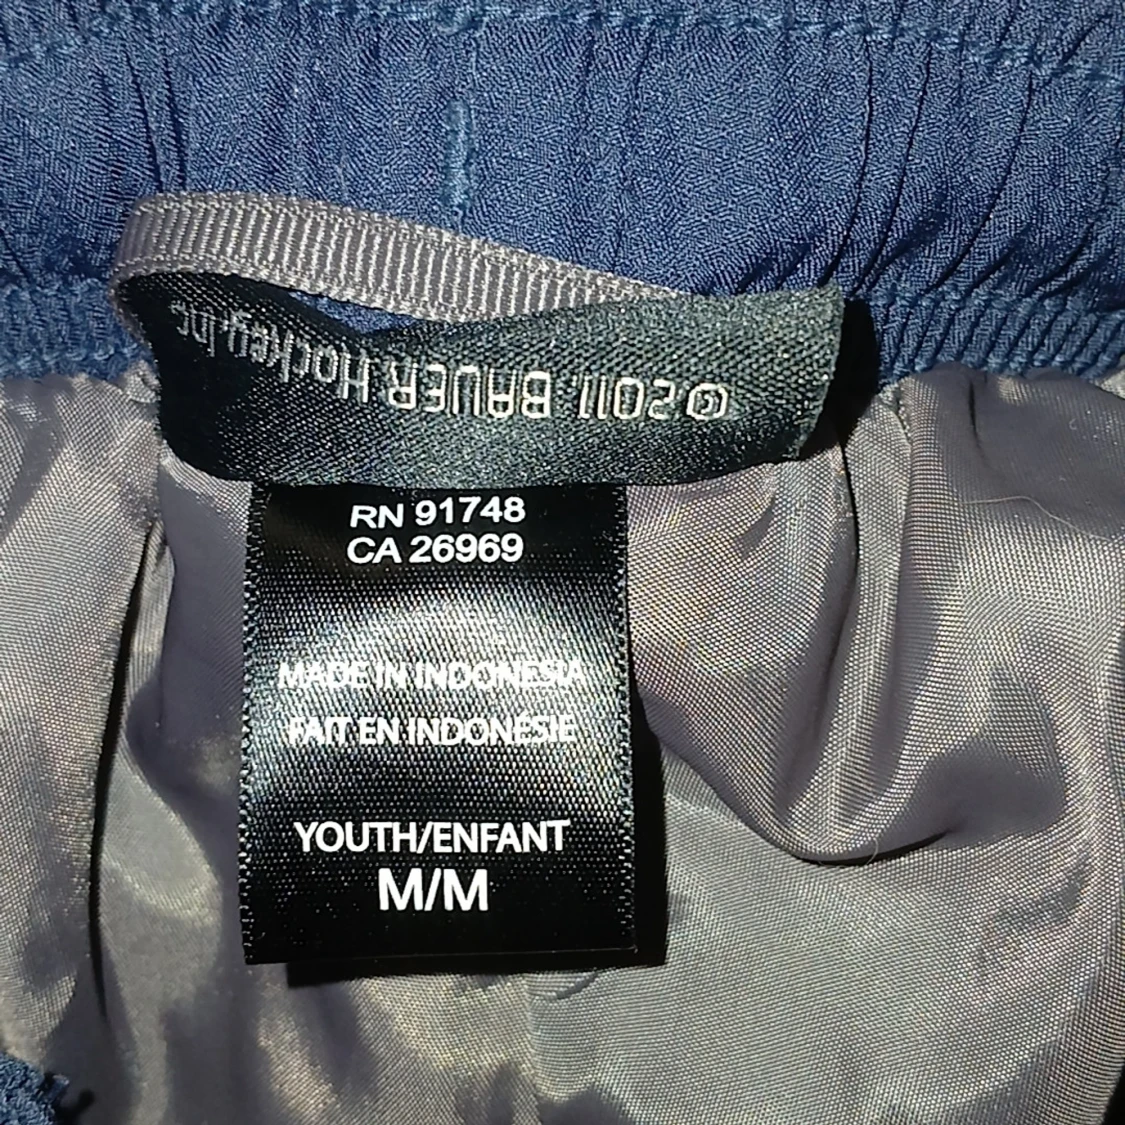 ©2011, BAUER Hockey, Inc.
RN 91748
CA 26969
MADE IN INDONESIA
FAIT EN INDONÉSIE
YOUTH/ENFANT
M/M